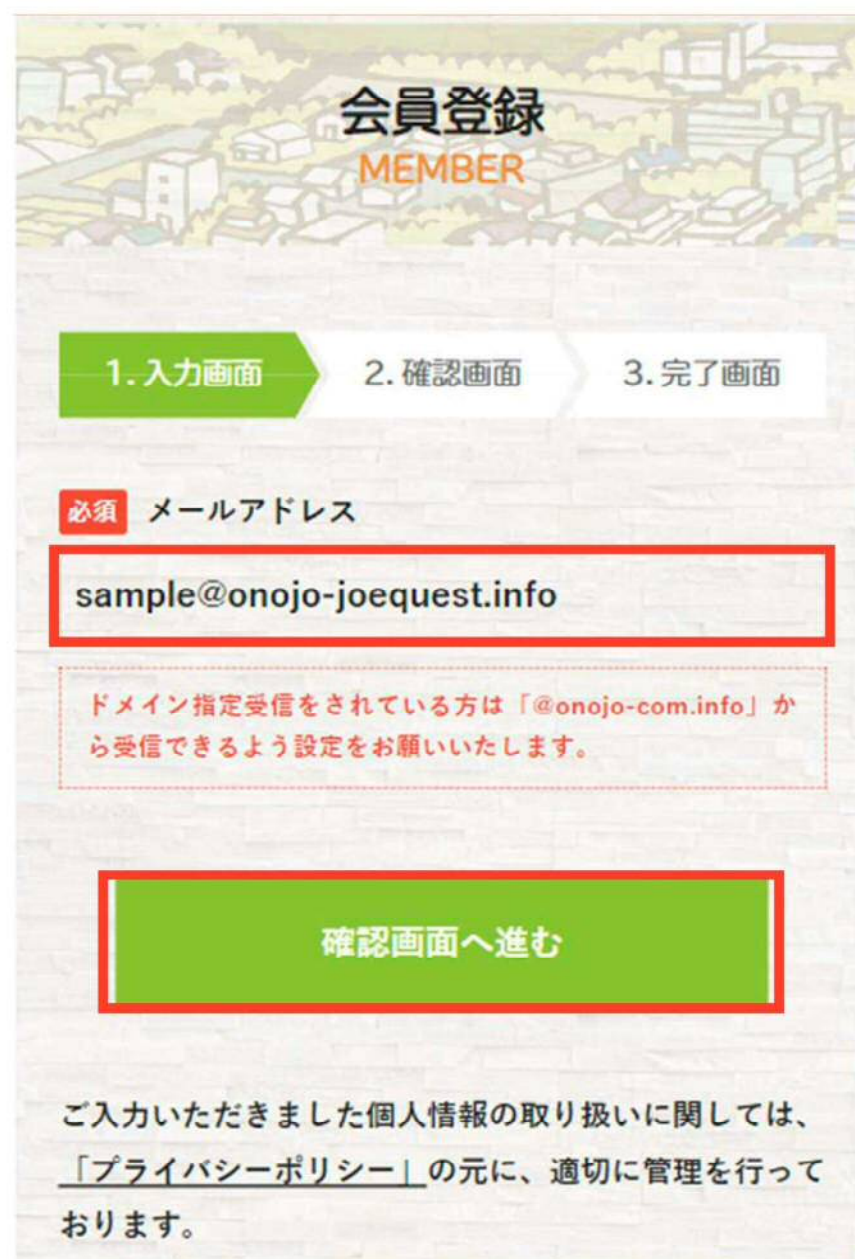 会員登録
MEMBER
1. 入力画面
2. 確認画面
3. 完了画面
必須 メールアドレス
sample@onojo-joequest.info
ドメイン指定受信をされている方は「@onojo-com.info」か
ら受信できるよう設定をお願いいたします。
確認画面へ進む
ご入力いただきました個人情報の取り扱いに関しては、
「プライバシーポリシー」の元に、適切に管理を行って
おります。